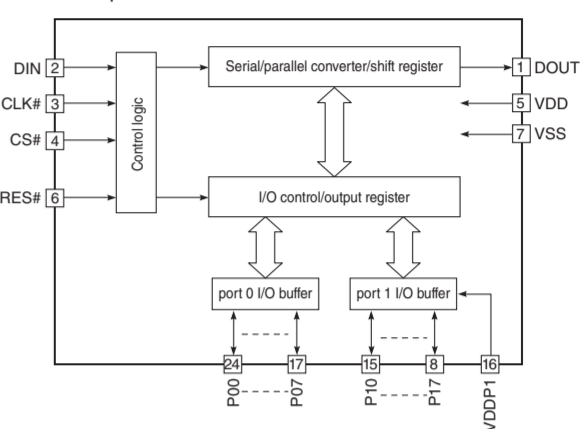 DIN 2
CLK# 3
CS# 4
RES# 6
Control logic
Serial/parallel converter/shift register
1 DOUT
5 VDD
7 VSS
I/O control/output register
port 0 I/O buffer
port 1 I/O buffer
24 17 15 8 16
P00 P07 P10 P17 VDDP1